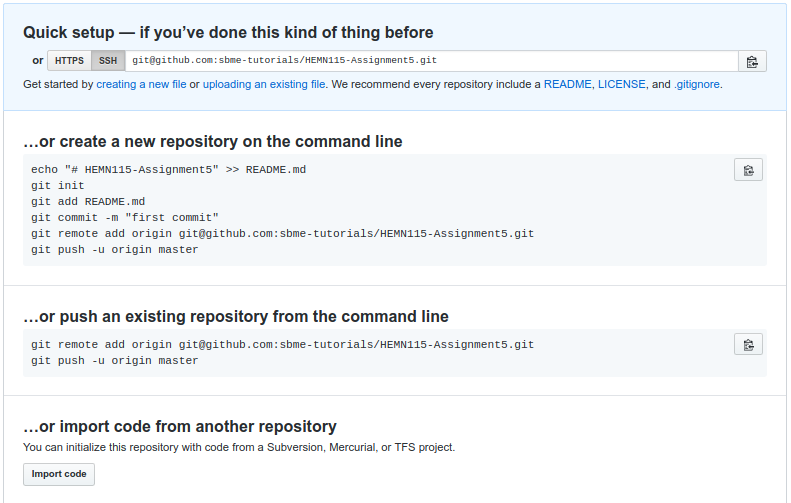 Quick setup — if you’ve done this kind of thing before
or HTTPS SSH git@github.com:sbme-tutorials/HEMN115-Assignment5.git
Get started by creating a new file or uploading an existing file. We recommend every repository include a README, LICENSE, and .gitignore.
…or create a new repository on the command line
echo "# HEMN115-Assignment5" >> README.md
git init
git add README.md
git commit -m "first commit"
git remote add origin git@github.com:sbme-tutorials/HEMN115-Assignment5.git
git push -u origin master
…or push an existing repository from the command line
git remote add origin git@github.com:sbme-tutorials/HEMN115-Assignment5.git
git push -u origin master
…or import code from another repository
You can initialize this repository with code from a Subversion, Mercurial, or TFS project.
Import code